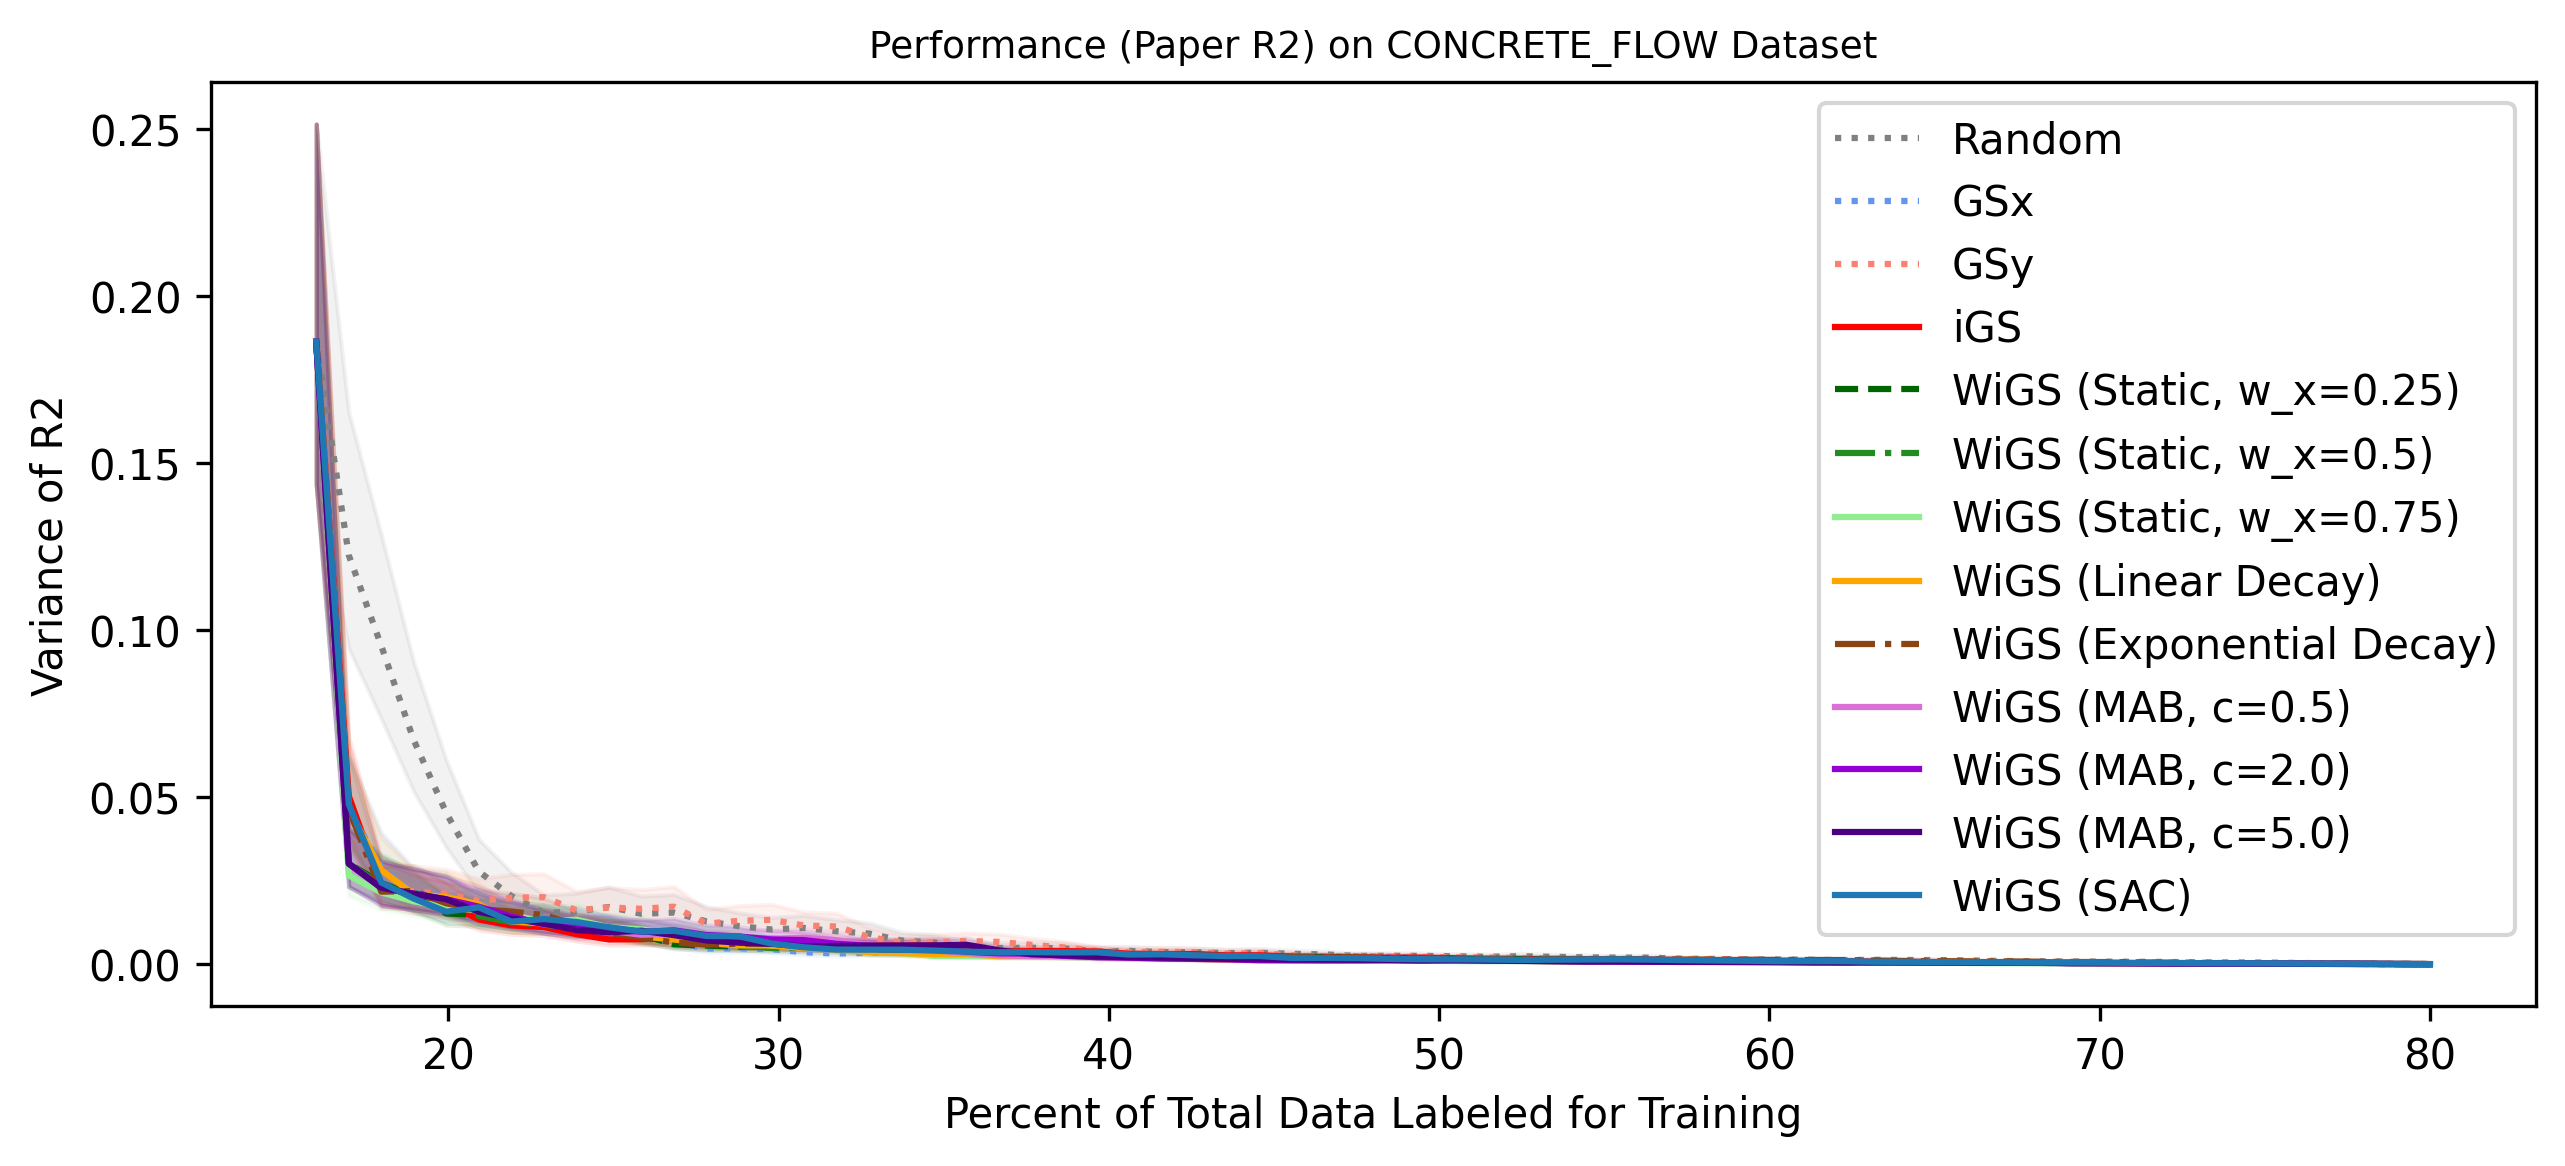 Performance (Paper R2) on CONCRETE_FLOW Dataset
Variance of R2
0.25
0.20
0.15
0.10
0.05
0.00
Random
GSx
GSy
iGS
WiGS (Static, w_x=0.25)
WiGS (Static, w_x=0.5)
WiGS (Static, w_x=0.75)
WiGS (Linear Decay)
WiGS (Exponential Decay)
WiGS (MAB, c=0.5)
WiGS (MAB, c=2.0)
WiGS (MAB, c=5.0)
WiGS (SAC)
20 30 40 50 60 70 80
Percent of Total Data Labeled for Training